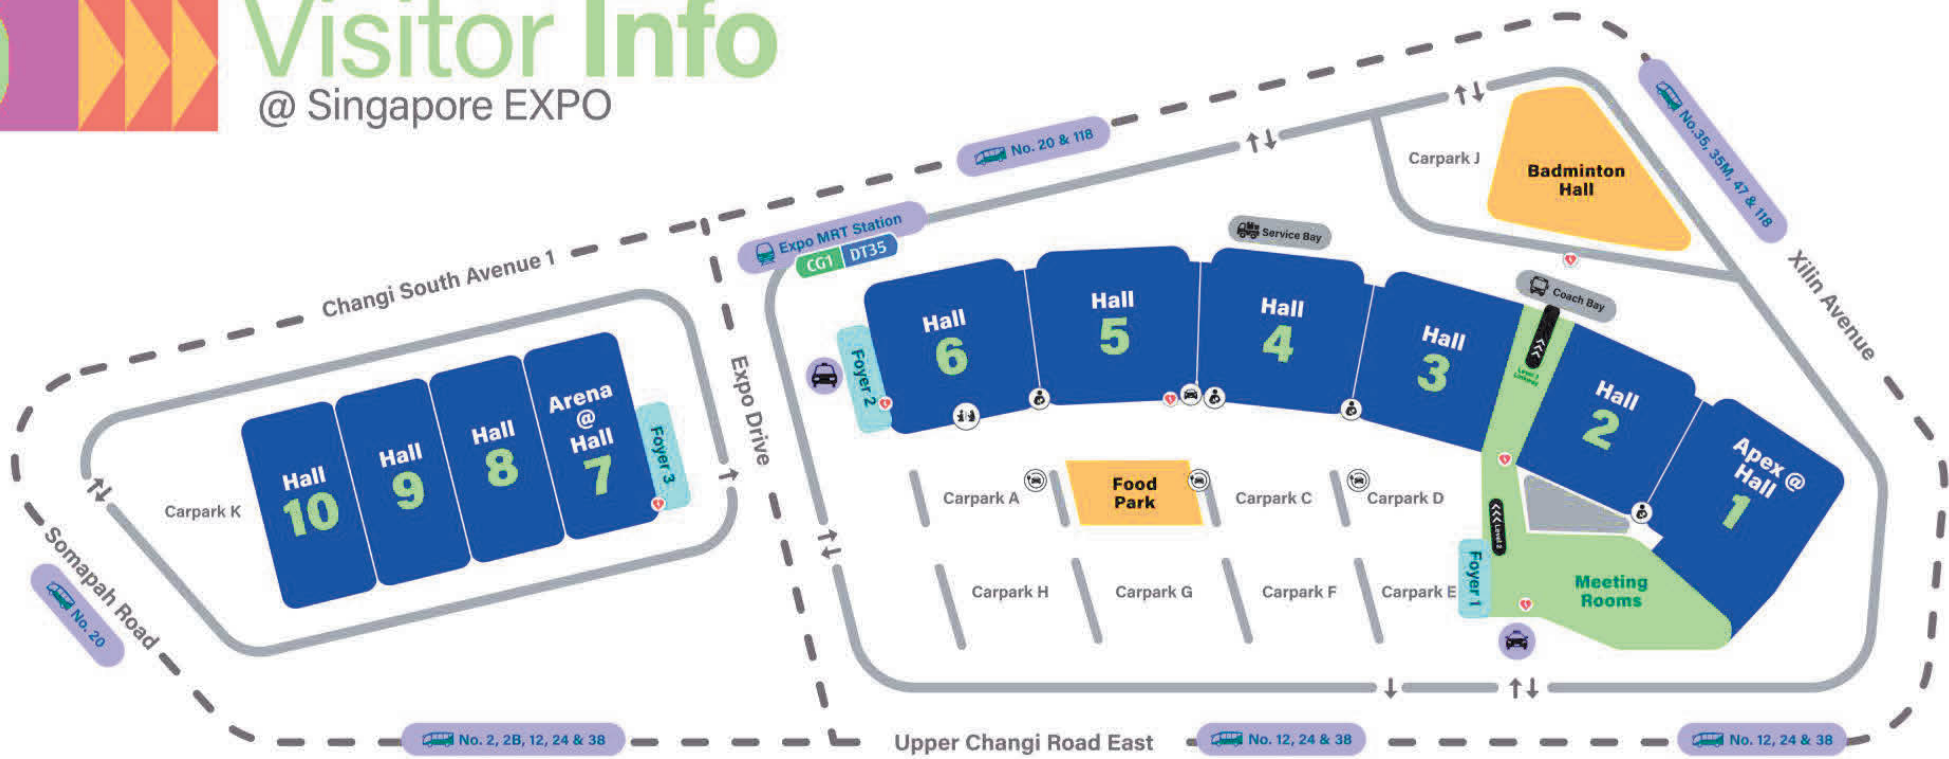 Visitor Info
@ Singapore EXPO
No. 20 & 118
No.35, 35M, 47 & 118
Carpark J
Badminton
Hall
Expo MRT Station
CG1 DT35
Service Bay
Coach Bay
Changi South Avenue 1
Xilin Avenue
Expo Drive
Somapah Road
Upper Changi Road East
Hall
6
Hall
5
Hall
4
Hall
3
Hall
2
Apex @
Hall
1
Foyer 2
Arena
@
Hall
7
Hall
8
Hall
9
Hall
10
Foyer 3
Carpark K
Carpark A
Food
Park
Carpark C
Carpark D
Carpark H
Carpark G
Carpark F
Carpark E
Foyer 1
Level 2
Meeting
Rooms
No. 20
No. 2, 2B, 12, 24 & 38
No. 12, 24 & 38
No. 12, 24 & 38